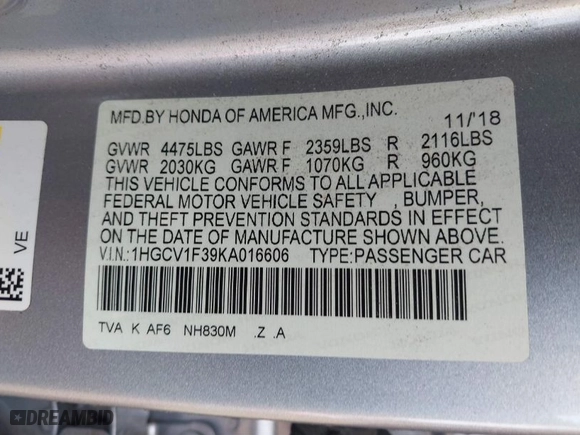 MFD.BY HONDA OF AMERICA MFG.,INC. 11/'18
GVWR 4475LBS GAWR F 2359LBS R 2116LBS
GVWR 2030KG GAWR F 1070KG R 960KG
THIS VEHICLE CONFORMS TO ALL APPLICABLE
FEDERAL MOTOR VEHICLE SAFETY , BUMPER,
AND THEFT PREVENTION STANDARDS IN EFFECT
ON THE DATE OF MANUFACTURE SHOWN ABOVE.
V.I.N.:1HGCV1F39KA016606 TYPE:PASSENGER CAR
TVA K AF6 NH830M .Z .A
VE
DREAMBID